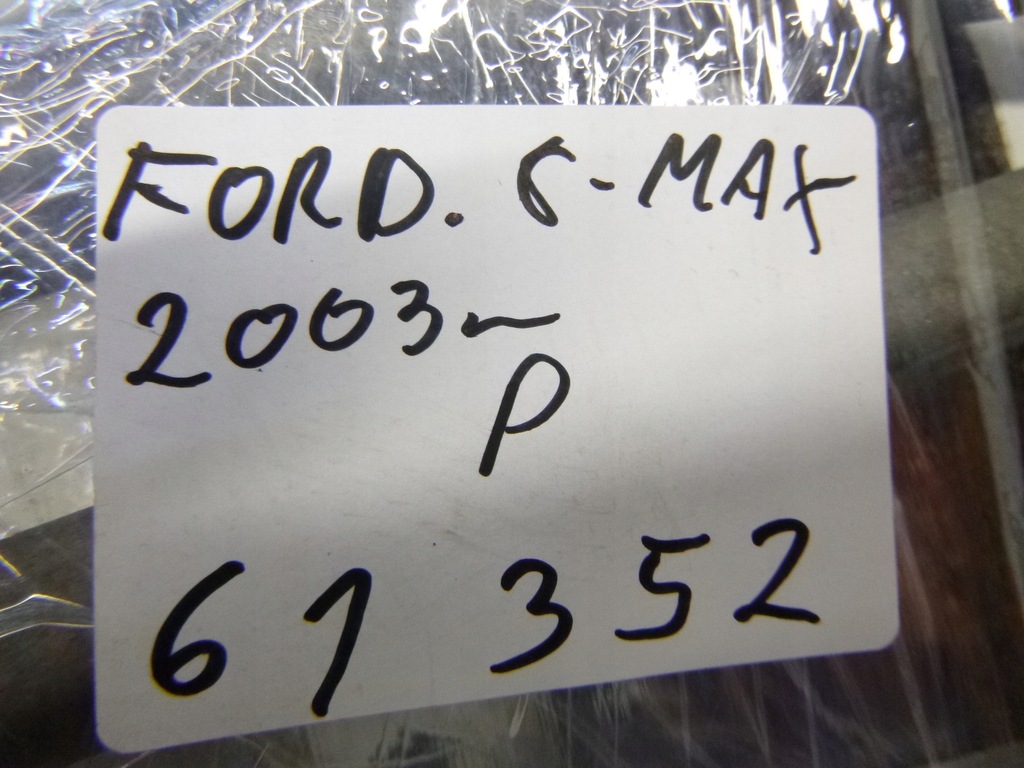 FORD. S-MAX
2003-
P
61 352